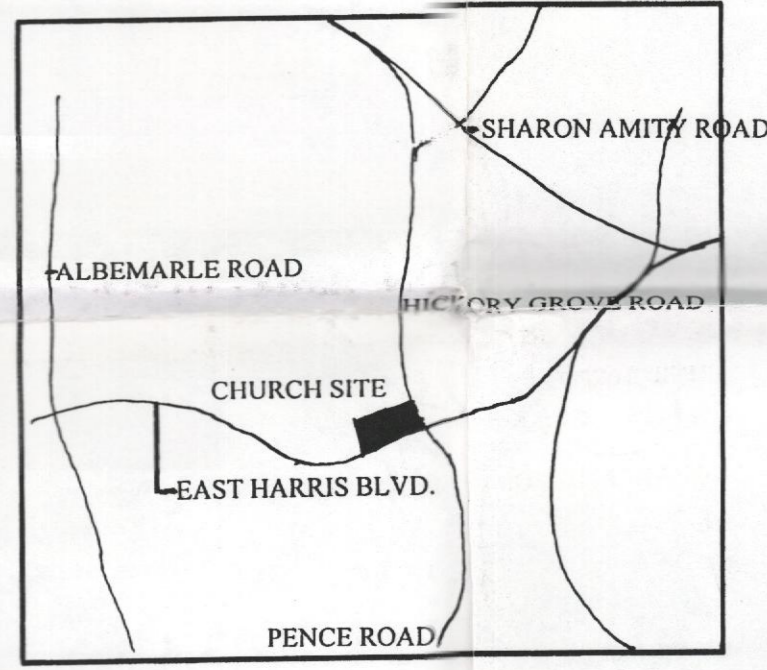 SHARON AMITY ROAD
ALBEMARLE ROAD
HICKORY GROVE ROAD
CHURCH SITE
EAST HARRIS BLVD.
PENCE ROAD